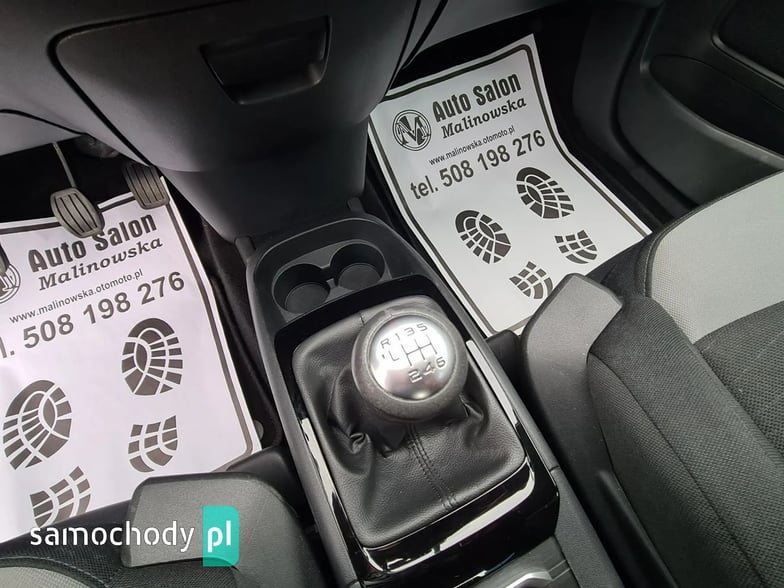 Auto Salon
Malinowska
www.malinowska.otomoto.pl
tel. 508 198 276
Auto Salon
Malinowska
www.malinowska.otomoto.pl
el. 508 198 276
R 1 3 5
2 4 6
samochody pl